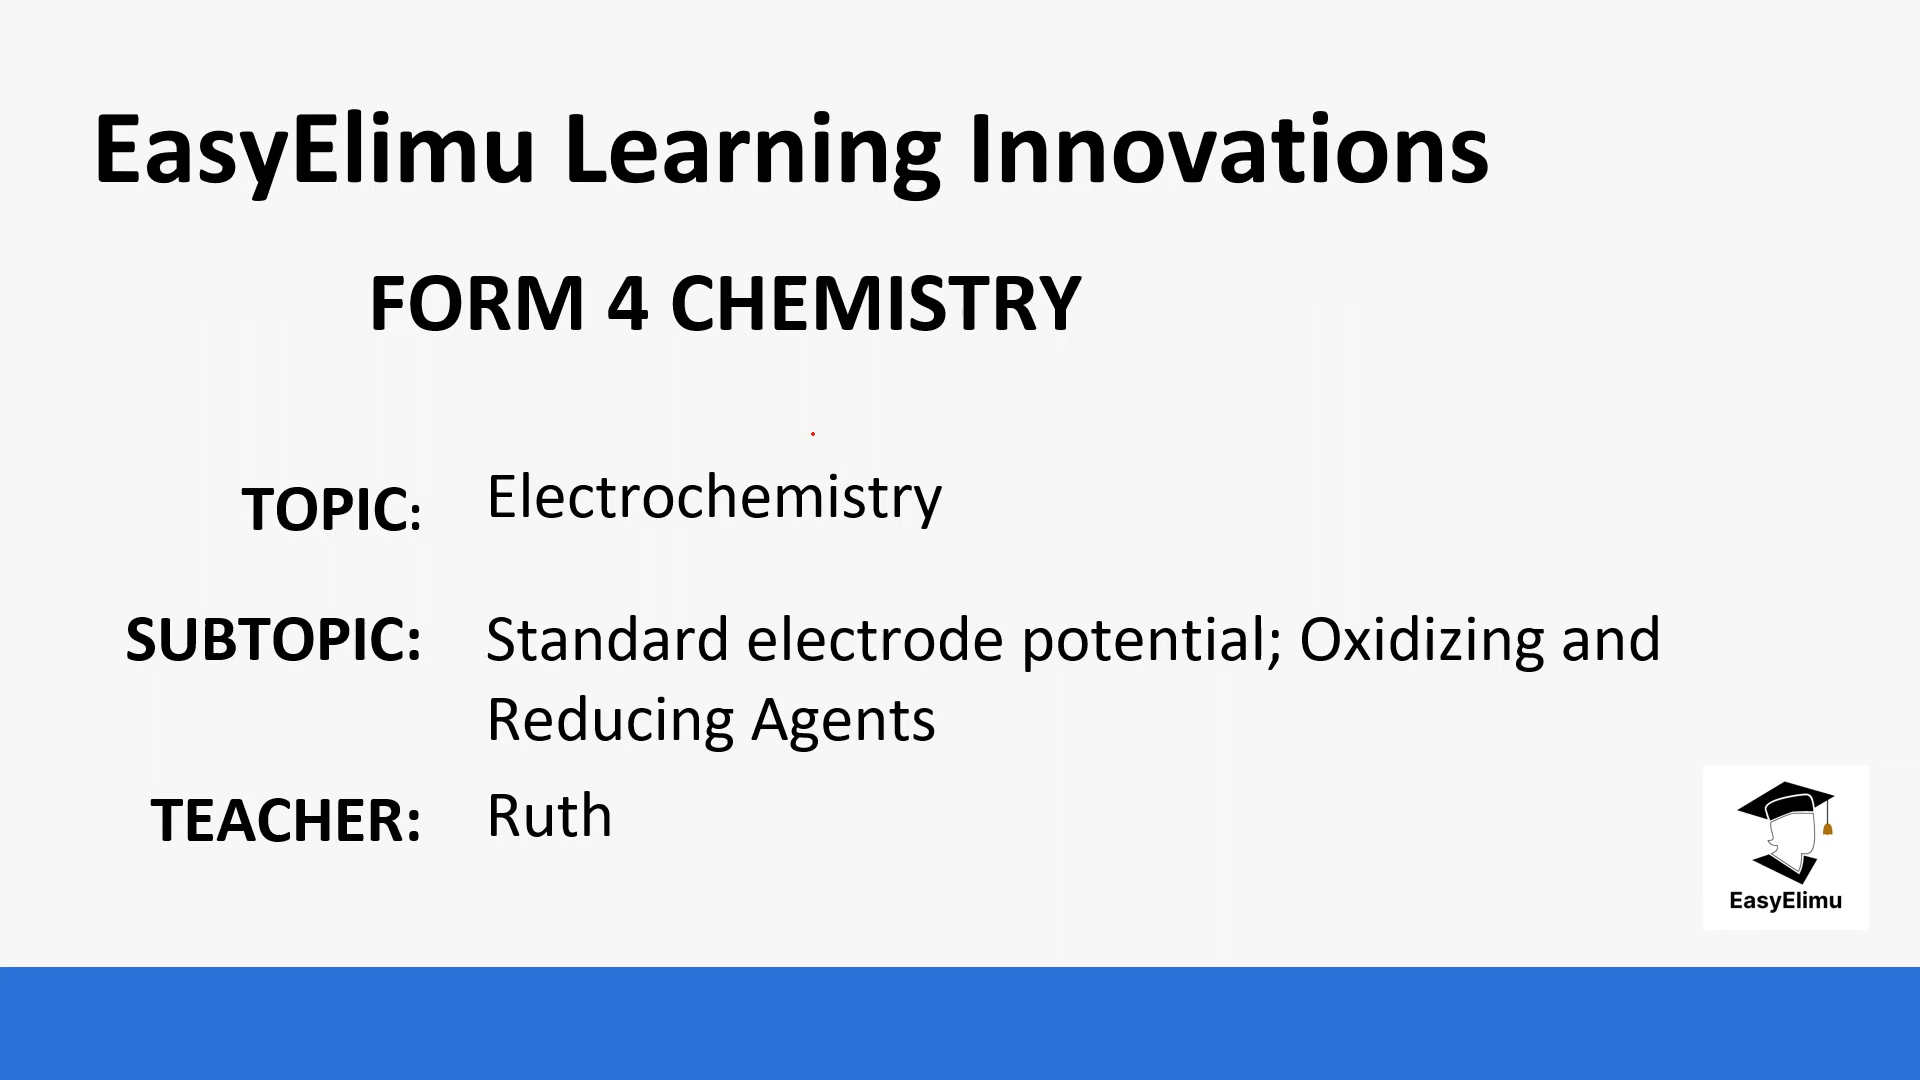 EasyElimu Learning Innovations
FORM 4 CHEMISTRY
TOPIC: Electrochemistry
SUBTOPIC: Standard electrode potential; Oxidizing and
Reducing Agents
TEACHER: Ruth
EasyElimu